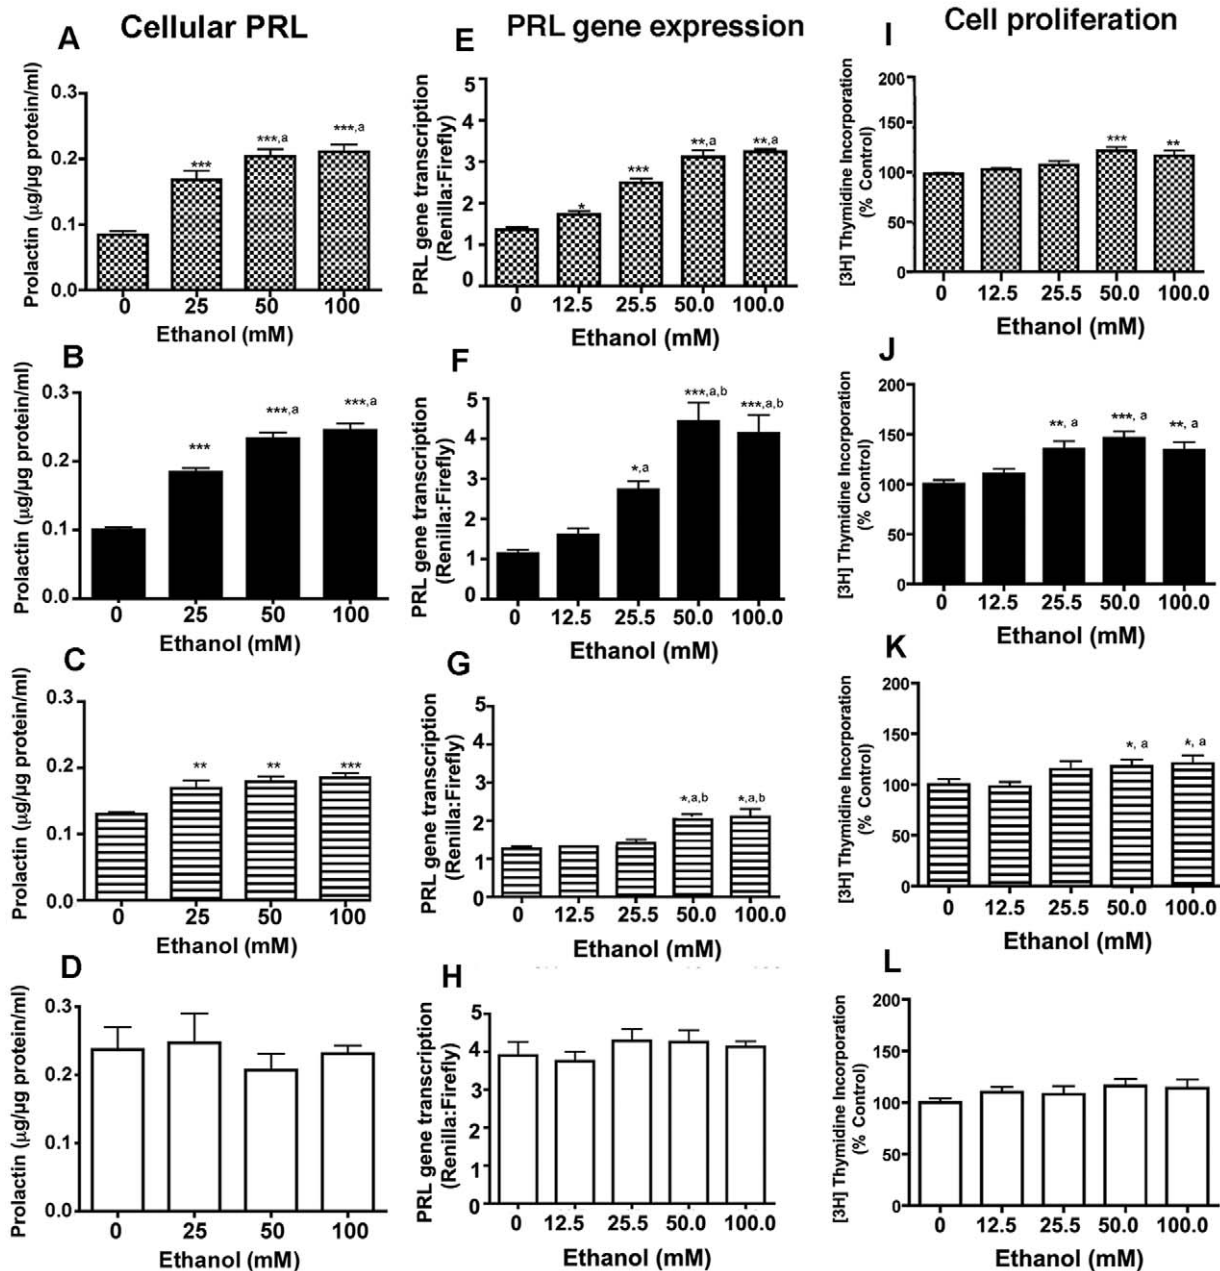 Cellular PRL
PRL gene expression
Cell proliferation
A
Prolactin (µg/µg protein/ml)
0.3
0.2
0.1
0.0
***
***,a
***,a
0 25 50 100
Ethanol (mM)
E
PRL gene transcription
(Renilla:Firefly)
5
4
3
2
1
0
*
***
**,a
**,a
0 12.5 25.5 50.0 100.0
Ethanol (mM)
I
[3H] Thymidine Incorporation
(% Control)
200
150
100
50
0
***
**
0 12.5 25.5 50.0 100.0
Ethanol (mM)
B
Prolactin (µg/µg protein/ml)
0.3
0.2
0.1
0.0
***
***,a
***,a
0 25 50 100
Ethanol (mM)
F
PRL gene transcription
(Renilla:Firefly)
5
4
3
2
1
0
*,a
***,a,b
***,a,b
0 12.5 25.5 50.0 100.0
Ethanol (mM)
J
[3H] Thymidine Incorporation
(% Control)
200
150
100
50
0
**, a
***, a
**, a
0 12.5 25.5 50.0 100.0
Ethanol (mM)
C
Prolactin (µg/µg protein/ml)
0.3
0.2
0.1
0.0
**
**
***
0 25 50 100
Ethanol (mM)
G
PRL gene transcription
(Renilla:Firefly)
5
4
3
2
1
0
*,a,b
*,a,b
0 12.5 25.5 50.0 100.0
Ethanol (mM)
K
[3H] Thymidine Incorporation
(% Control)
200
150
100
50
0
*, a
*, a
0 12.5 25.5 50.0 100.0
Ethanol (mM)
D
Prolactin (µg/µg protein/ml)
0.3
0.2
0.1
0.0
0 25 50 100
Ethanol (mM)
H
PRL gene transcription
(Renilla:Firefly)
5
4
3
2
1
0
0 12.5 25.5 50.0 100.0
Ethanol (mM)
L
[3H] Thymidine Incorporation
(% Control)
200
150
100
50
0
0 12.5 25.5 50.0 100.0
Ethanol (mM)